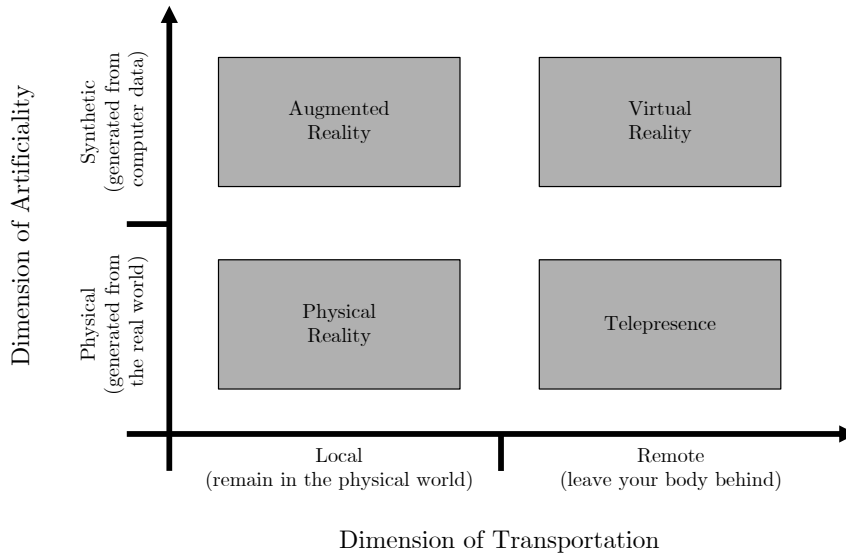 Dimension of Artificiality
Synthetic
(generated from
computer data)
Physical
(generated from
the real world)
Augmented
Reality
Virtual
Reality
Physical
Reality
Telepresence
Local
(remain in the physical world)
Remote
(leave your body behind)
Dimension of Transportation